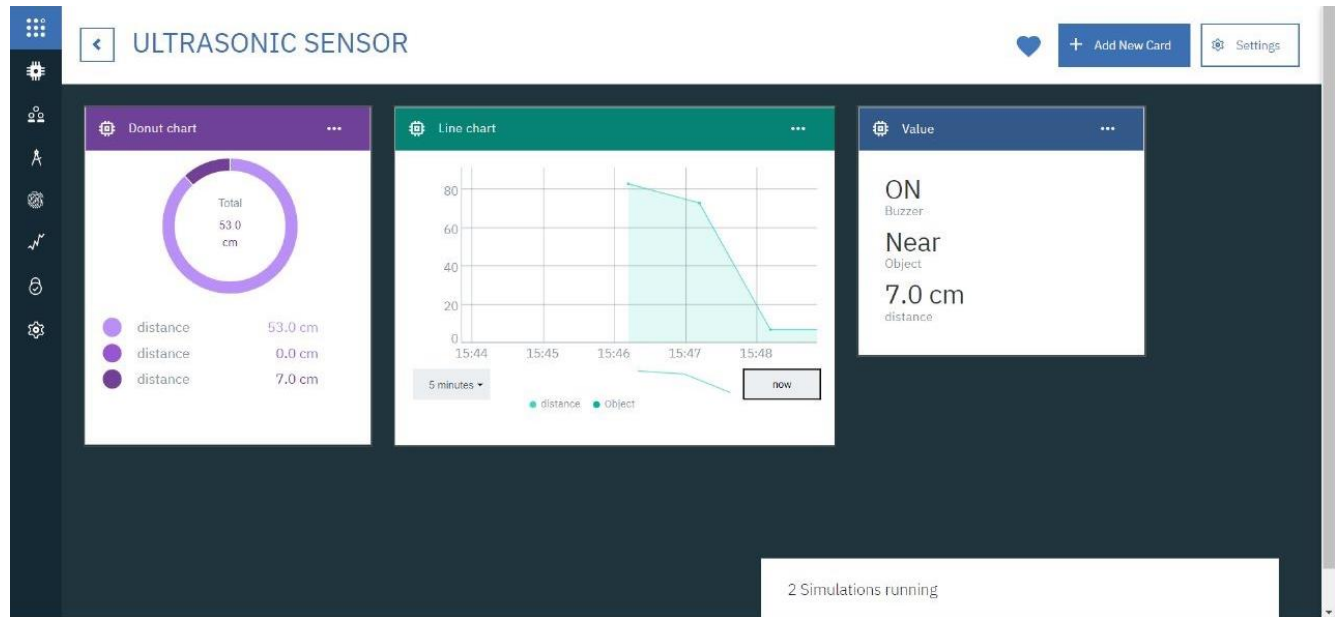 ULTRASONIC SENSOR
+ Add New Card
Settings
Donut chart
Total
53.0
cm
distance 53.0 cm
distance 0.0 cm
distance 7.0 cm
Line chart
80
60
40
20
0
15:44 15:45 15:46 15:47 15:48
5 minutes
now
distance Object
Value
ON
Buzzer
Near
Object
7.0 cm
distance
2 Simulations running